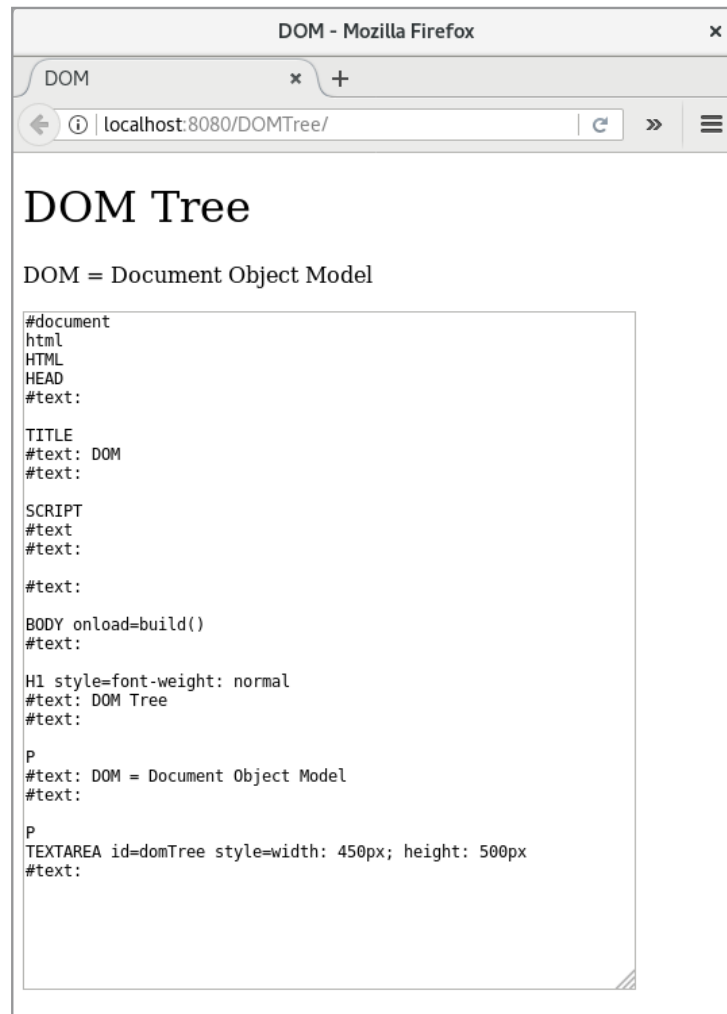 DOM - Mozilla Firefox
DOM
localhost:8080/DOMTree/
DOM Tree
DOM = Document Object Model
#document
html
HTML
HEAD
#text:
TITLE
#text: DOM
#text:
SCRIPT
#text
#text:
#text:
BODY onload=build()
#text:
H1 style=font-weight: normal
#text: DOM Tree
#text:
P
#text: DOM = Document Object Model
#text:
P
TEXTAREA id=domTree style=width: 450px; height: 500px
#text: